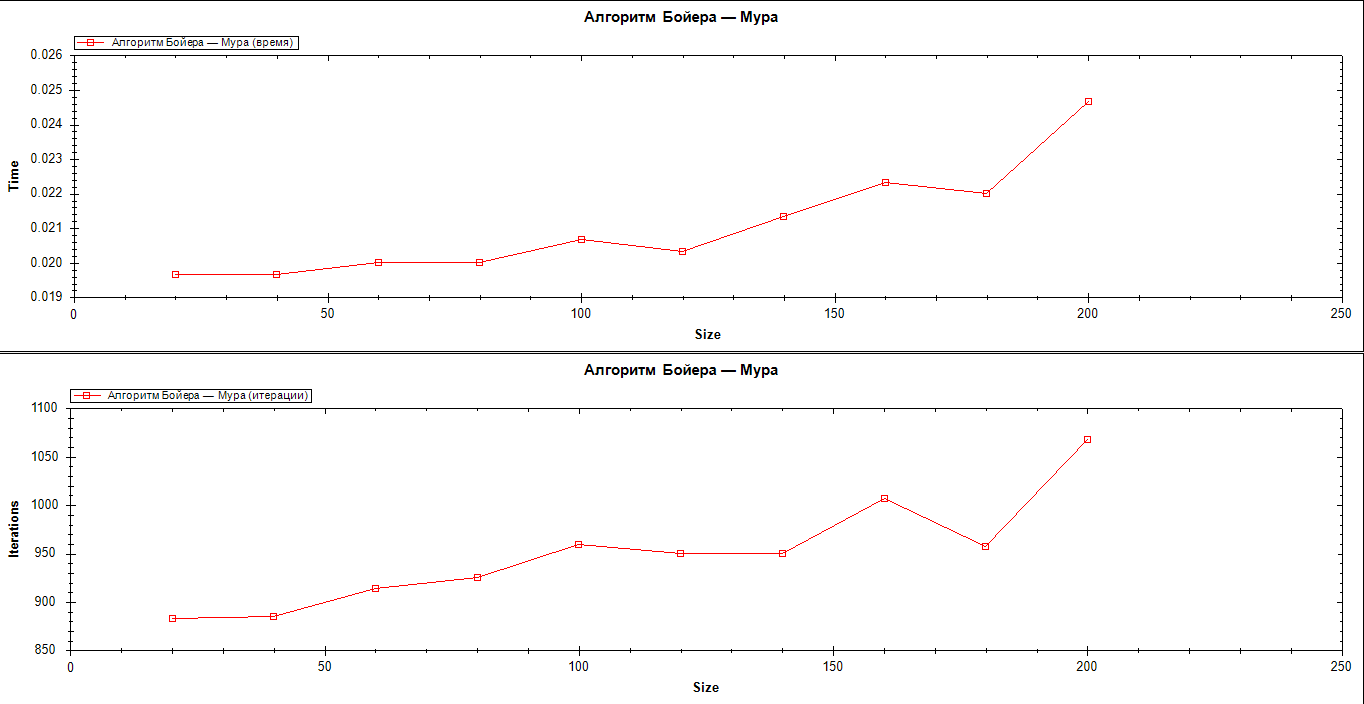 Алгоритм Бойера — Мура
Алгоритм Бойера — Мура (время)
0.026
0.025
0.024
0.023
0.022
0.021
0.020
0.019
Time
0 50 100 150 200 250
Size
Алгоритм Бойера — Мура
Алгоритм Бойера — Мура (итерации)
1100
1050
1000
950
900
850
Iterations
0 50 100 150 200 250
Size